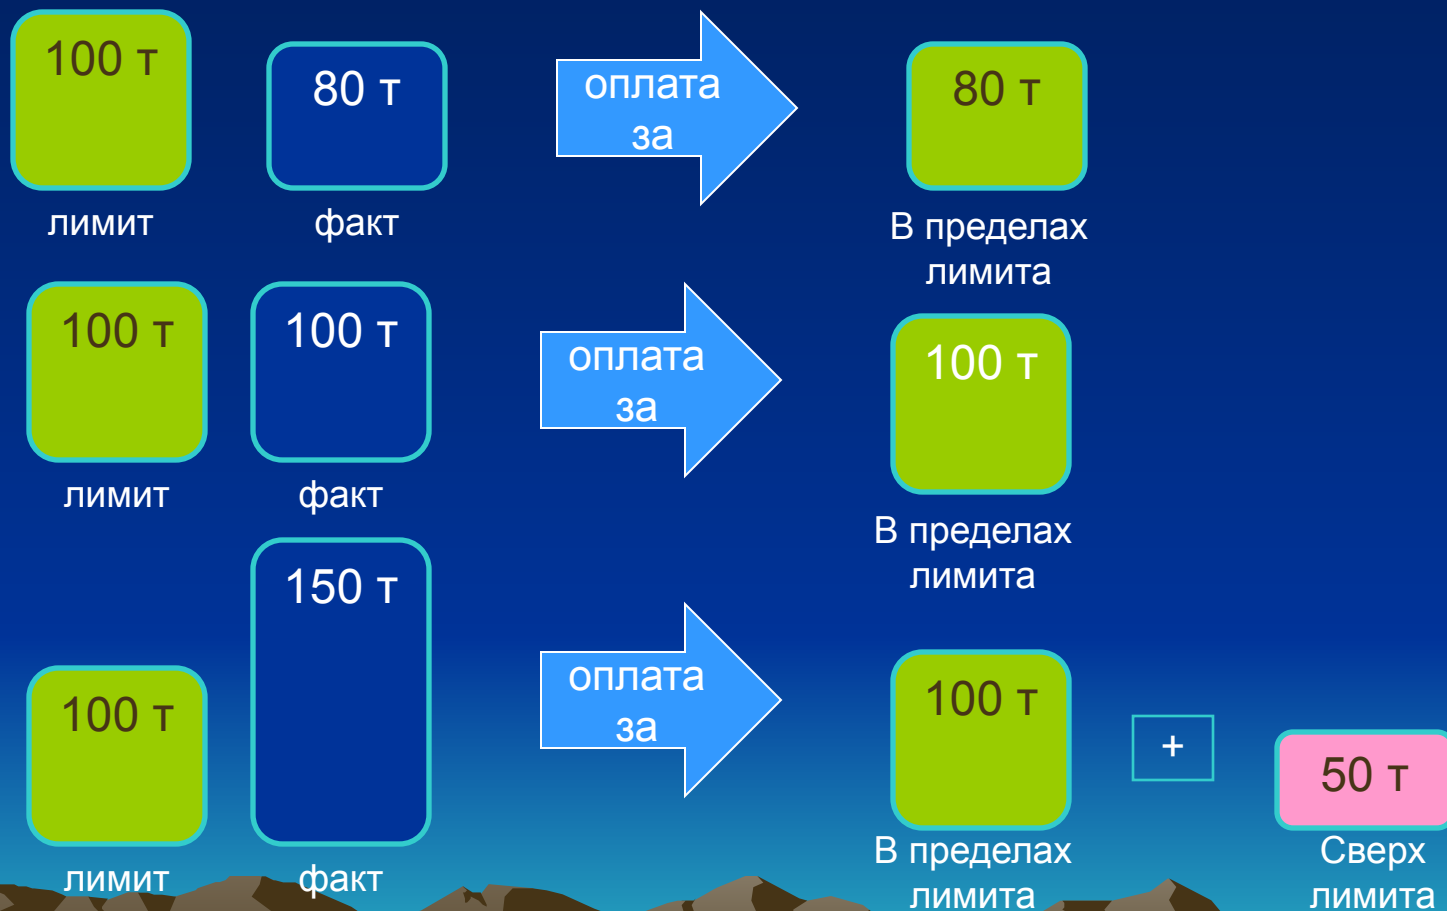 100 т
80 т
оплата
за
80 т
лимит
факт
В пределах
лимита
100 т
100 т
оплата
за
100 т
лимит
факт
В пределах
лимита
100 т
150 т
оплата
за
100 т
+
50 т
лимит
факт
В пределах
лимита
Сверх
лимита